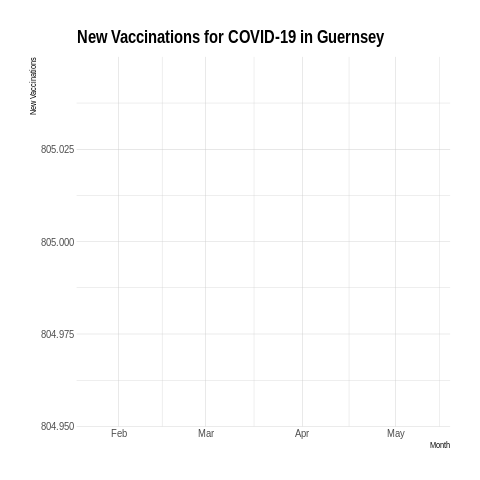 New Vaccinations for COVID-19 in Guernsey
New Vaccinations
805.025
805.000
804.975
804.950
Feb Mar Apr May
Month